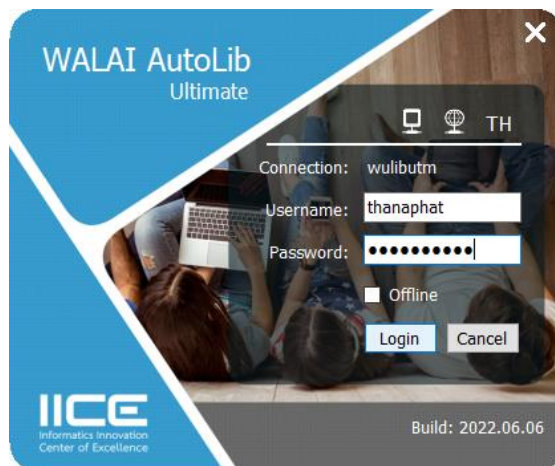 WALAI AutoLib
Ultimate
TH
Connection: wulibutm
Username: thanaphat
Password: ●●●●●●●●●●
Offline
Login Cancel
IICE
Informatics Innovation
Center of Excellence
Build: 2022.06.06